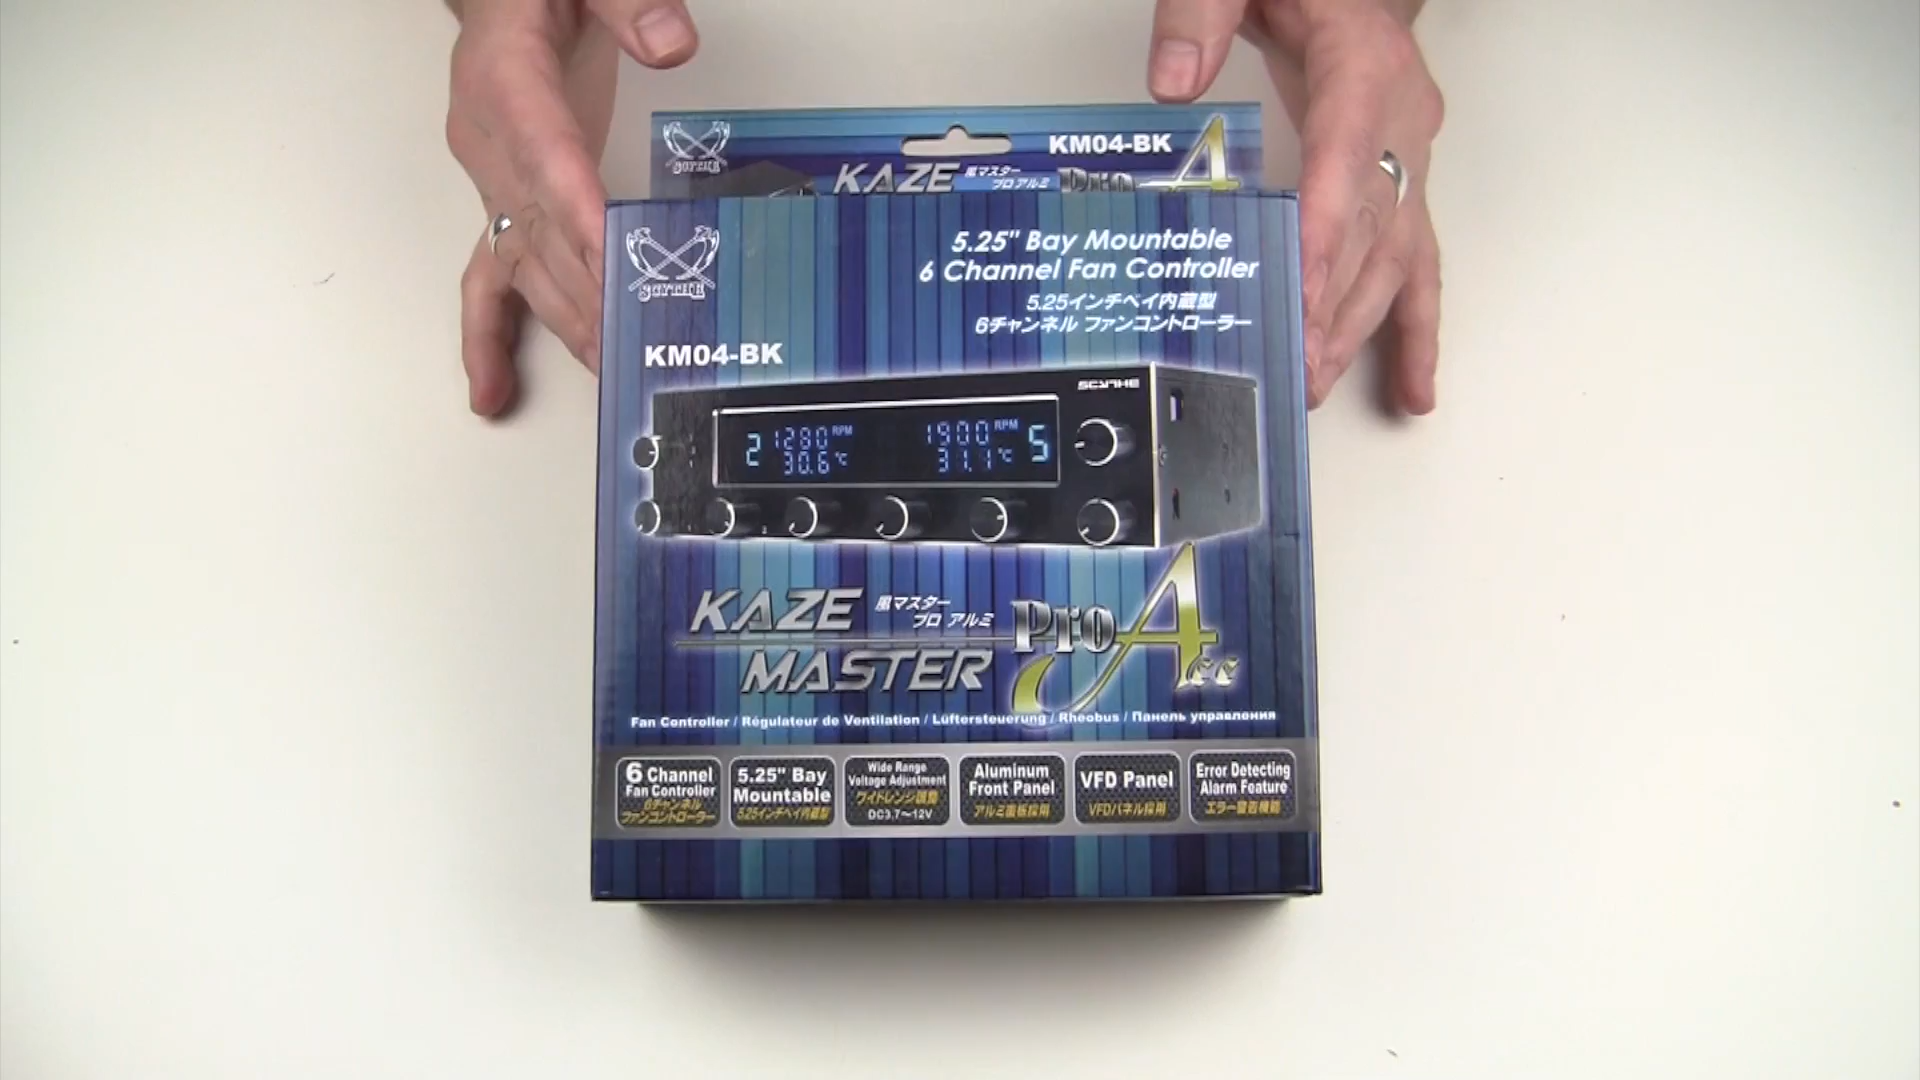 SCYTHE
KM04-BK
KAZE
風マスター
プロ アルミ
Pro
A
SCYTHE
5.25" Bay Mountable
6 Channel Fan Controller
5.25インチベイ内蔵型
6チャンネル ファンコントローラー
KM04-BK
SCYTHE
2 1280 RPM
30.6 ℃
1900 RPM 5
31.1 ℃
KAZE
風マスター
プロ アルミ
MASTER
Pro
Ace
Fan Controller / Régulateur de Ventilation / Lüftersteuerung / Rheobus / Панель управления
6 Channel
Fan Controller
6チャンネル
ファンコントローラー
5.25" Bay
Mountable
5.25インチベイ内蔵型
Wide Range
Voltage Adjustment
ワイドレンジ調整
DC3.7〜12V
Aluminum
Front Panel
アルミ面板採用
VFD Panel
VFDパネル採用
Error Detecting
Alarm Feature
エラー警告機能